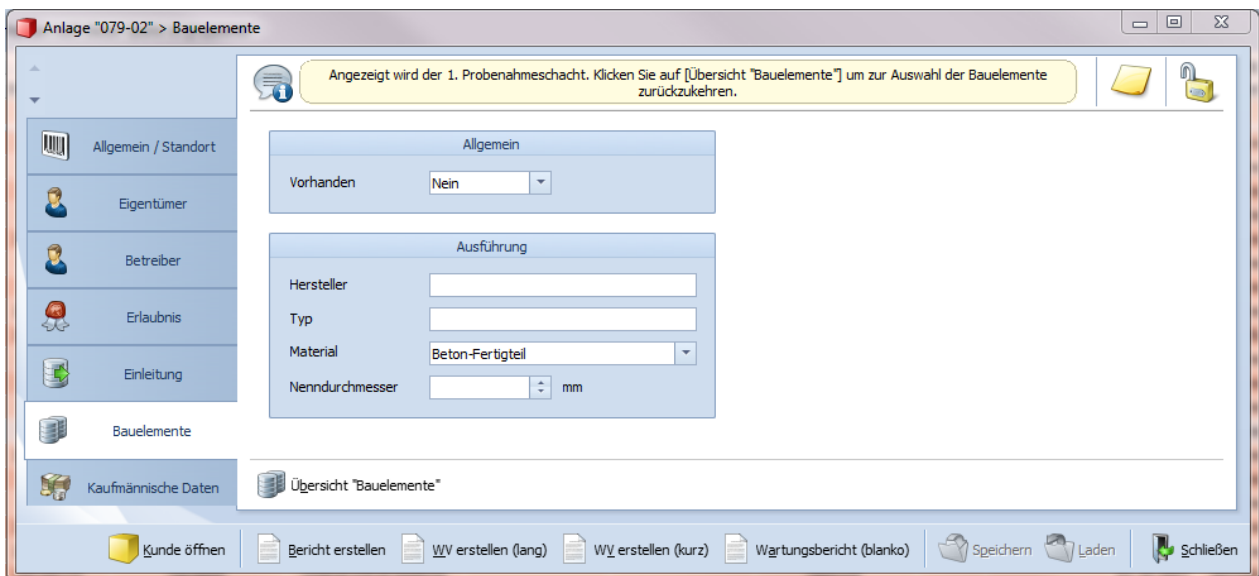 Anlage "079-02" > Bauelemente
Angezeigt wird der 1. Probenahmeschacht. Klicken Sie auf [Übersicht "Bauelemente"] um zur Auswahl der Bauelemente
zurückzukehren.
Allgemein / Standort
Eigentümer
Betreiber
Erlaubnis
Einleitung
Bauelemente
Kaufmännische Daten
Allgemein
Vorhanden Nein
Ausführung
Hersteller
Typ
Material Beton-Fertigteil
Nenndurchmesser mm
Übersicht "Bauelemente"
Kunde öffnen Bericht erstellen WV erstellen (lang) WV erstellen (kurz) Wartungsbericht (blanko) Speichern Laden Schließen